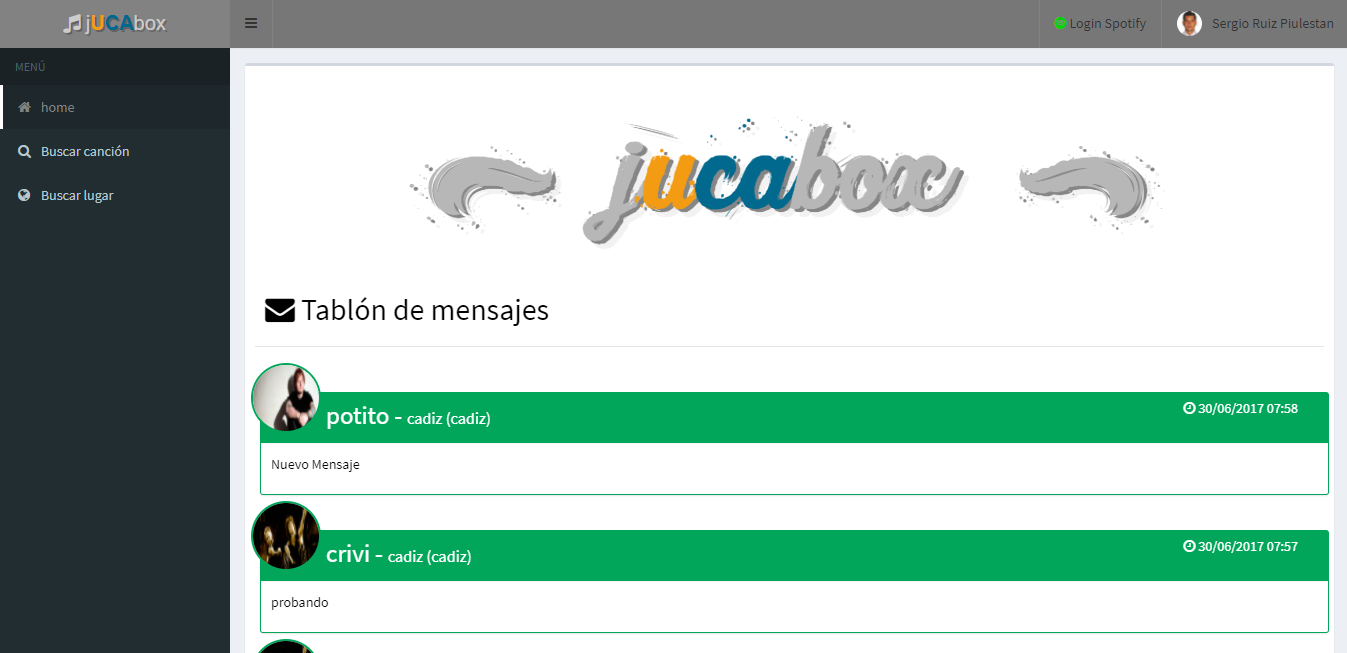 jUCAbox
Login Spotify
Sergio Ruiz Piulestan
MENÚ
home
Buscar canción
Buscar lugar
jucabox
Tablón de mensajes
potito - cadiz (cadiz)
30/06/2017 07:58
Nuevo Mensaje
crivi - cadiz (cadiz)
30/06/2017 07:57
probando